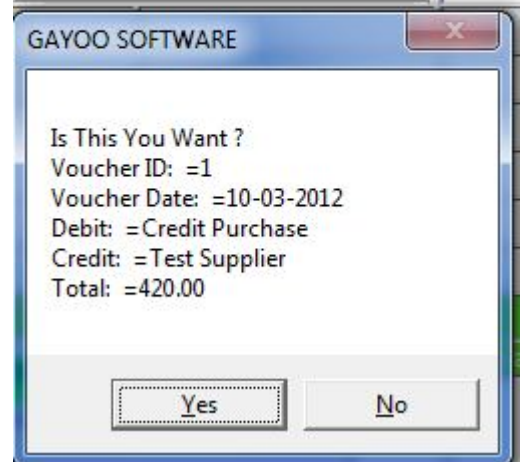 GAYOO SOFTWARE
Is This You Want ?
Voucher ID:  =1
Voucher Date:  =10-03-2012
Debit:  =Credit Purchase
Credit:  =Test Supplier
Total:  =420.00
Yes
No